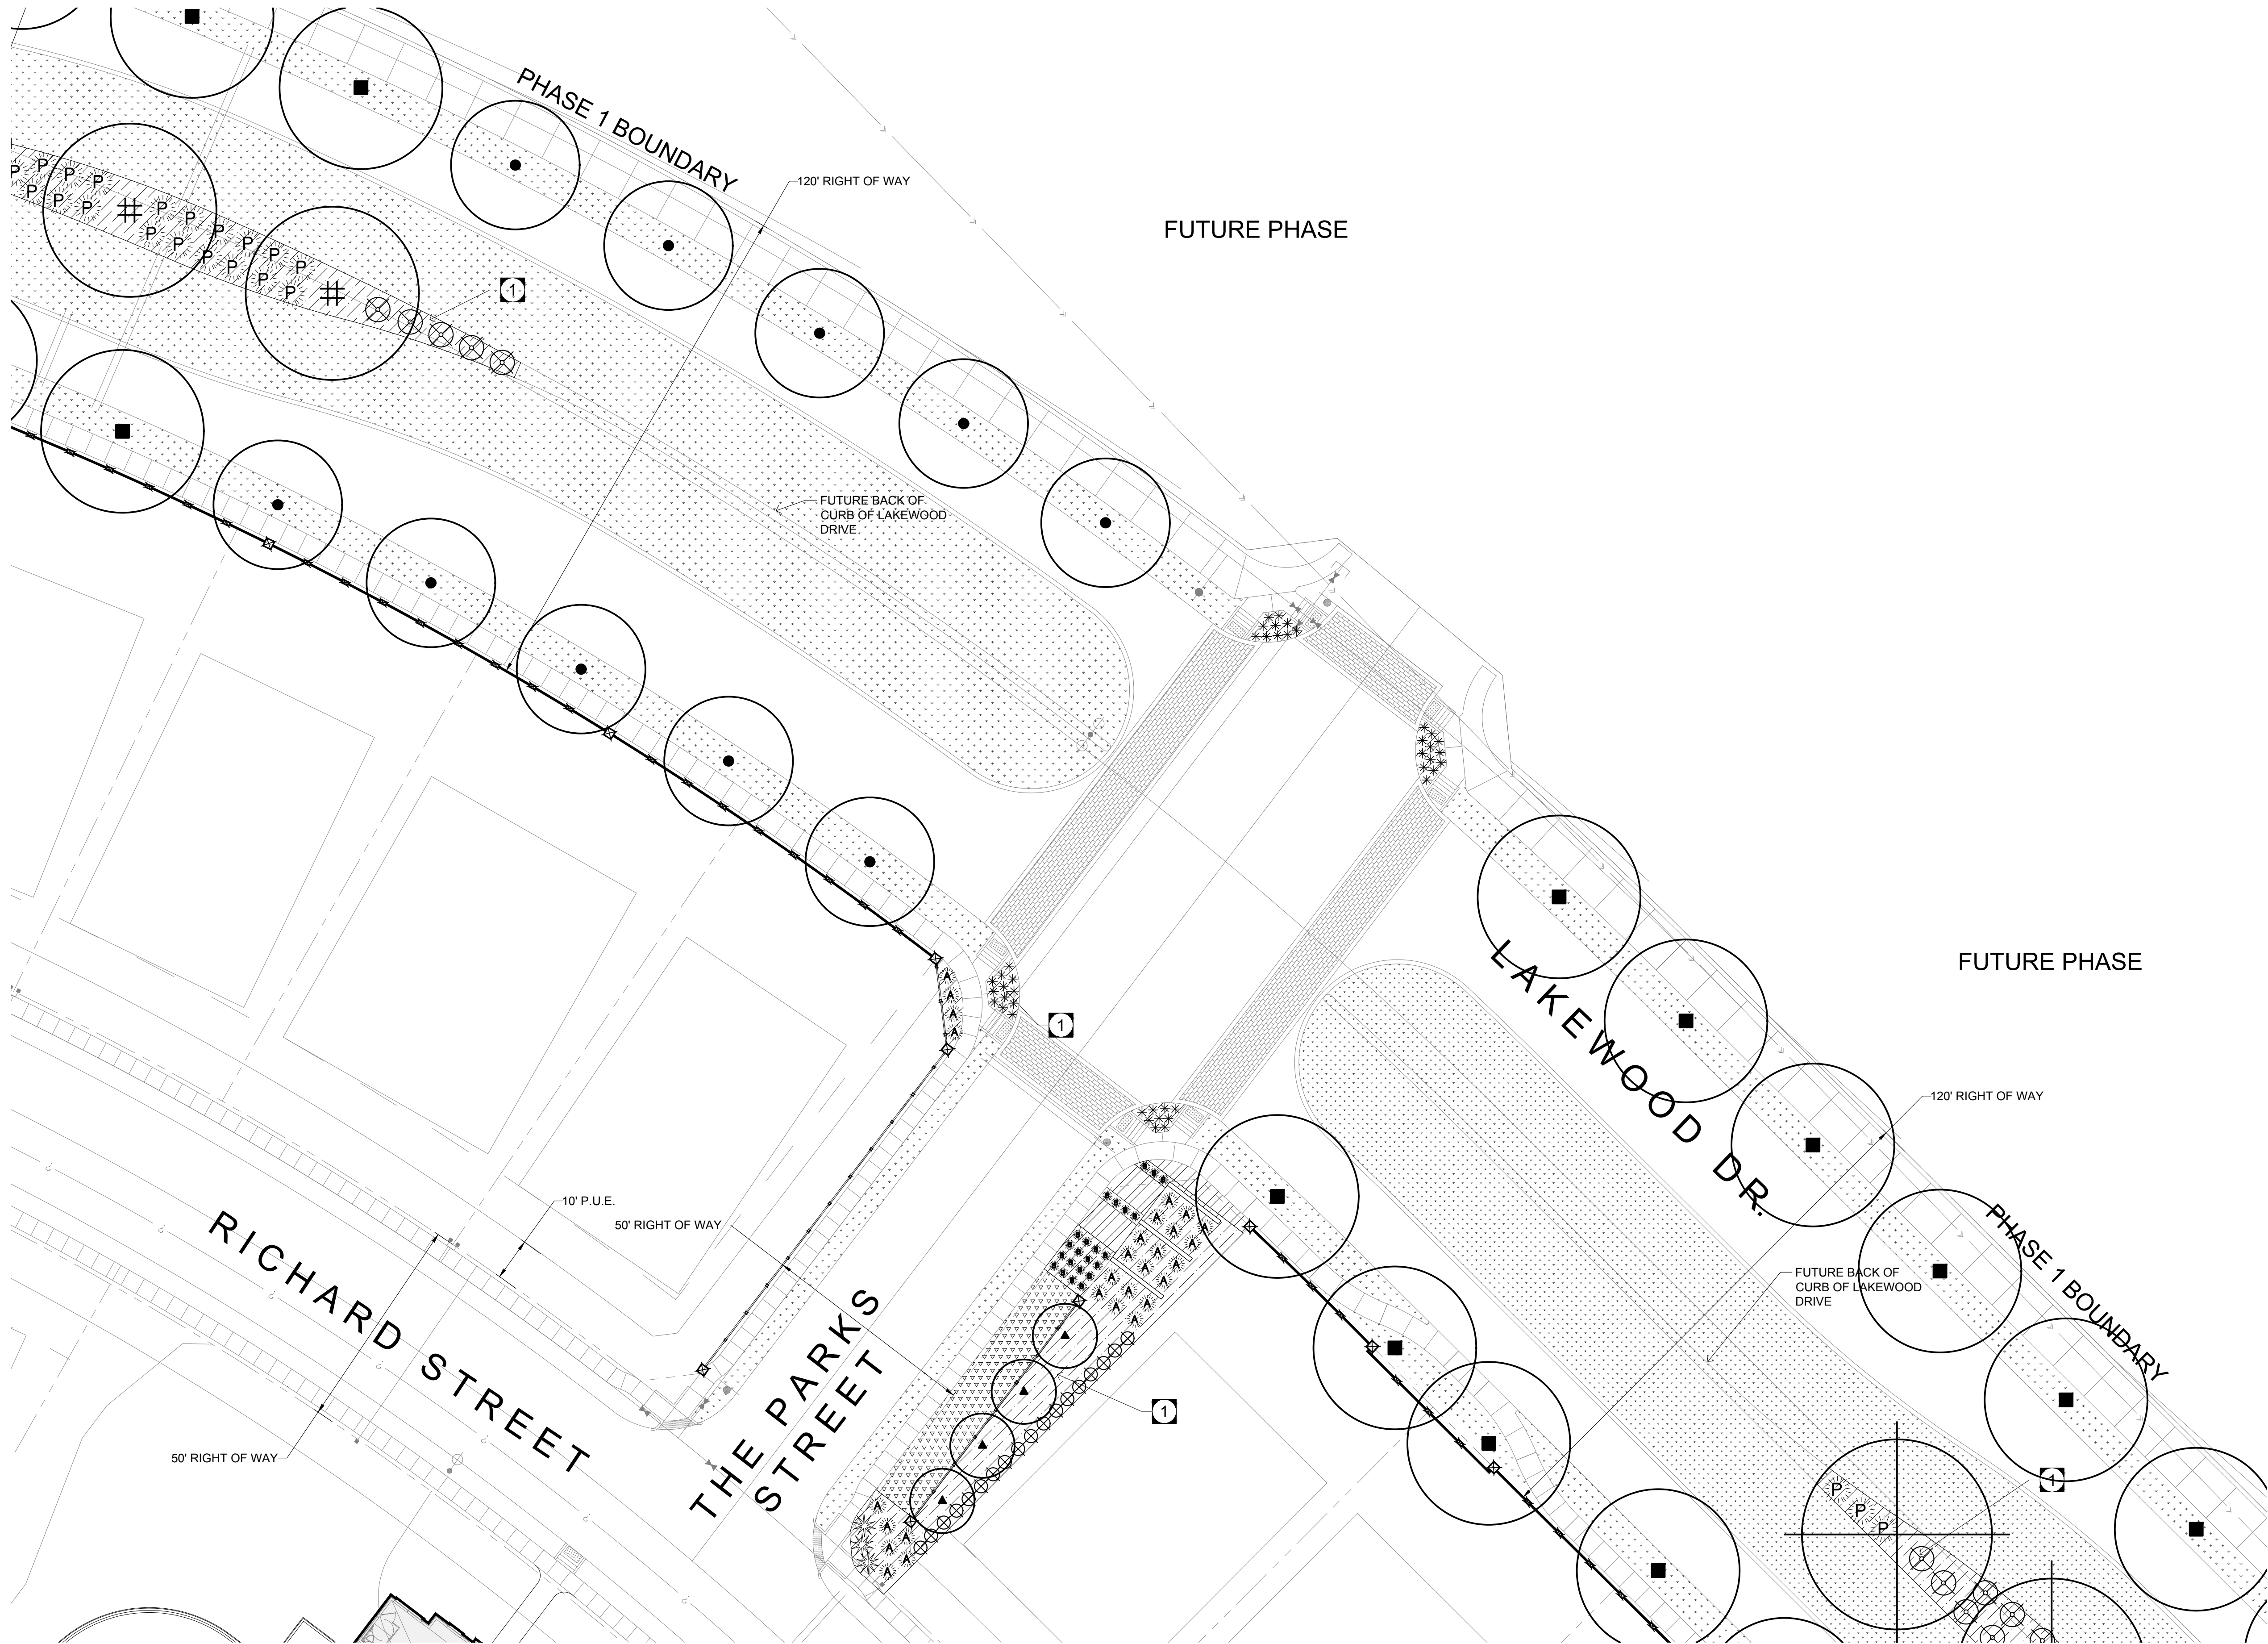 PHASE 1 BOUNDARY
120' RIGHT OF WAY
FUTURE PHASE
P P P P
P P P P
# P P P P P P
P P P P P P
#
1
FUTURE BACK OF
CURB OF LAKEWOOD
DRIVE
LAKEWOOD DR.
FUTURE PHASE
A
A
A
A
1
120' RIGHT OF WAY
10' P.U.E.
50' RIGHT OF WAY
RICHARD STREET
THE PARKS
STREET
PHASE 1 BOUNDARY
FUTURE BACK OF
CURB OF LAKEWOOD
DRIVE
1
50' RIGHT OF WAY
1
P
P
P